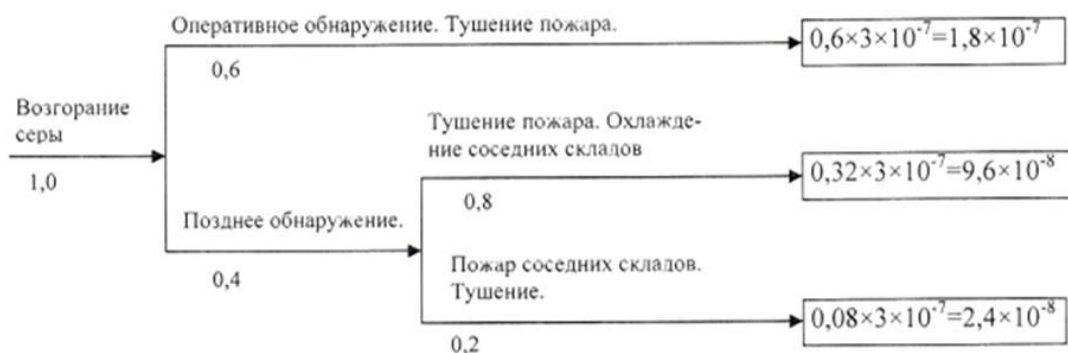 Оперативное обнаружение. Тушение пожара.
0,6×3×10⁻⁷=1,8×10⁻⁷
0,6
Возгорание
серы
1,0
Тушение пожара. Охлажде-
ние соседних складов
0,32×3×10⁻⁷=9,6×10⁻⁸
0,8
Позднее обнаружение.
0,4
Пожар соседних складов.
Тушение.
0,08×3×10⁻⁷=2,4×10⁻⁸
0,2